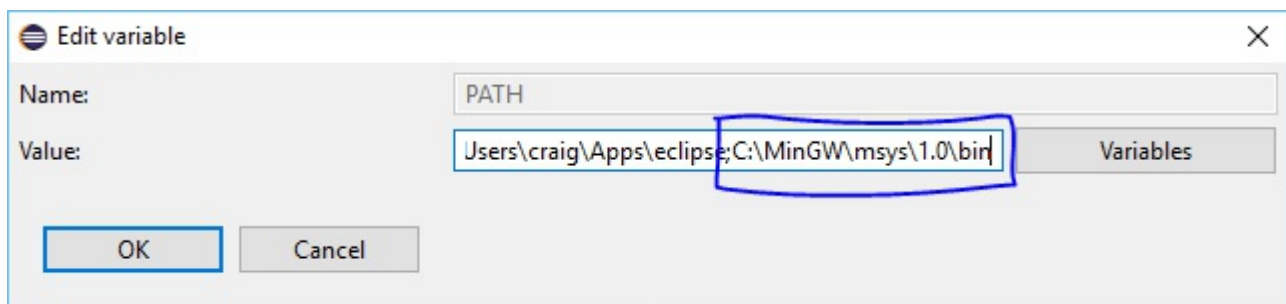 Edit variable
Name: PATH
Value: Users\craig\Apps\eclipse;C:\MinGW\msys\1.0\bin Variables
OK Cancel